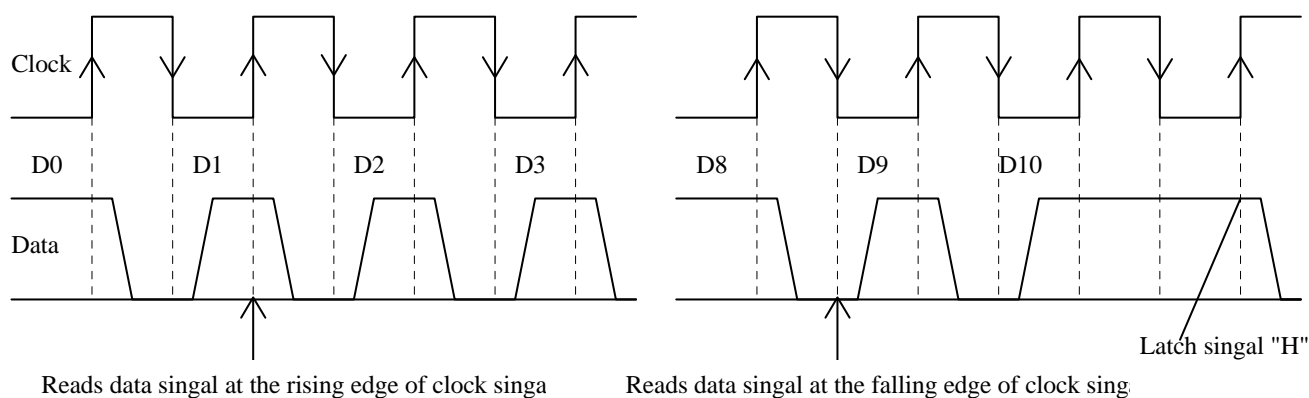 Clock
D0 D1 D2 D3 D8 D9 D10
Data
Latch singal "H"
Reads data singal at the rising edge of clock singa
Reads data singal at the falling edge of clock sing